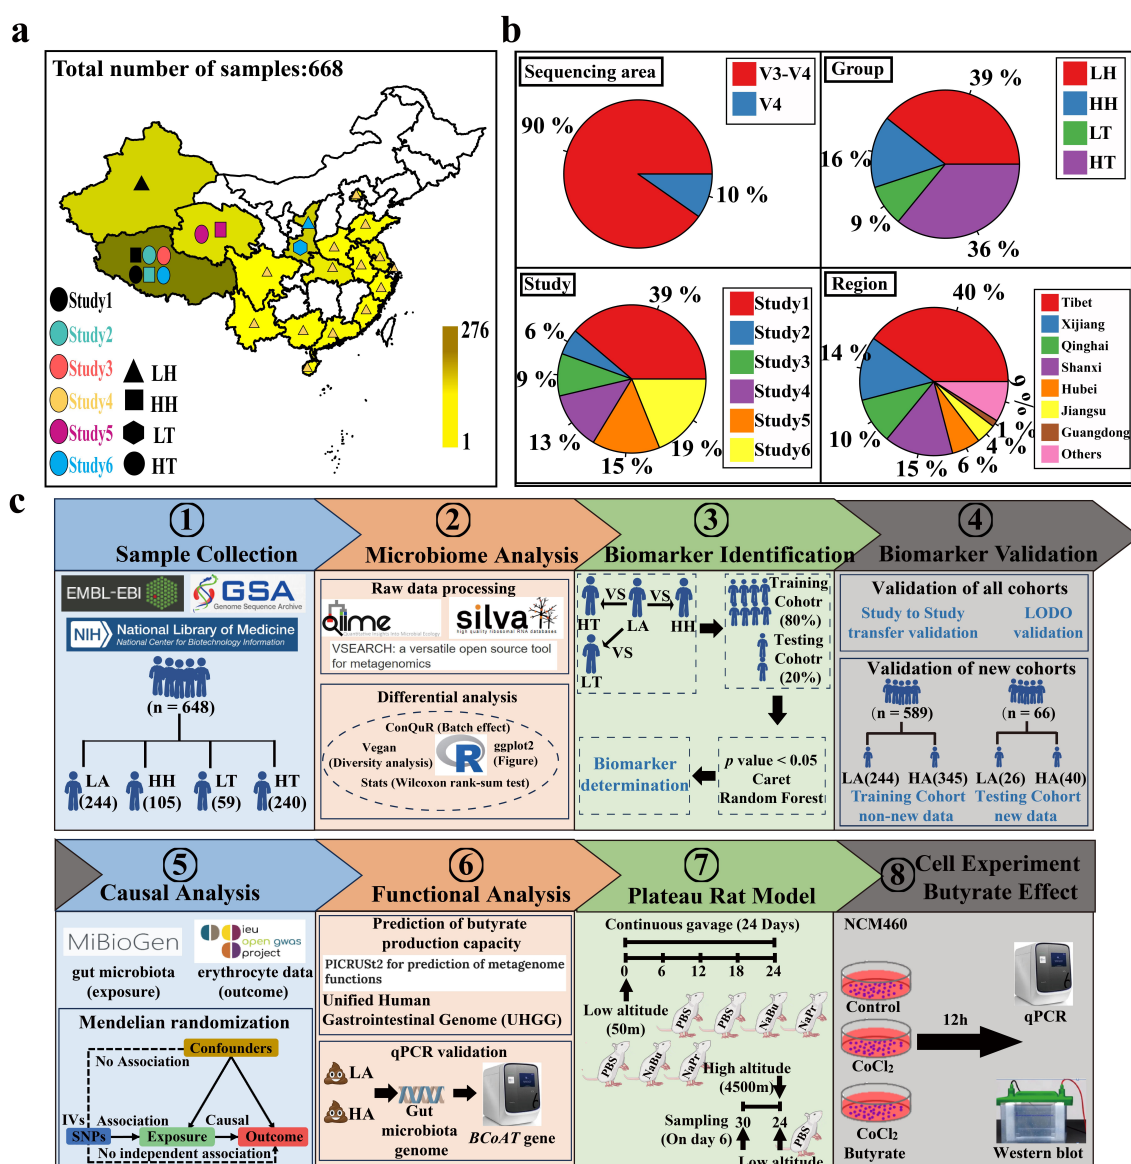 a
Total number of samples:668
Study1
Study2
Study3
Study4
Study5
Study6
LH
HH
LT
HT
276
1
b
Sequencing area
V3-V4
V4
90 %
10 %
Group
LH
HH
LT
HT
39 %
16 %
9 %
36 %
Study
Study1
Study2
Study3
Study4
Study5
Study6
39 %
6 %
9 %
13 %
15 %
19 %
Region
Tibet
Xijiang
Qinghai
Shanxi
Hubei
Jiangsu
Guangdong
Others
40 %
14 %
10 %
15 %
6 %
4 %
1 %
9 %
c
1
Sample Collection
EMBL-EBI
GSA
Genome Sequence Archive
NIH National Library of Medicine
National Center for Biotechnology Information
(n = 648)
LA
(244)
HH
(105)
LT
(59)
HT
(240)
2
Microbiome Analysis
Raw data processing
QIIME
Quantitative Insights Into Microbial Ecology
silva
high quality ribosomal RNA databases
VSEARCH: a versatile open source tool
for metagenomics
Differential analysis
ConQuR (Batch effect)
Vegan
(Diversity analysis)
R
ggplot2
(Figure)
Stats (Wilcoxon rank-sum test)
3
Biomarker Identification
VS VS
HT LA HH
VS
LT
Training
Cohotr
(80%)
Testing
Cohotr
(20%)
Biomarker
determination
p value < 0.05
Caret
Random Forest
4
Biomarker Validation
Validation of all cohorts
Study to Study
transfer validation
LODO
validation
Validation of new cohorts
(n = 589)
(n = 66)
LA(244) HA(345)
LA(26) HA(40)
Training Cohort
non-new data
Testing Cohort
new data
5
Causal Analysis
MiBioGen
ieu
open gwas
project
gut microbiota
(exposure)
erythrocyte data
(outcome)
Mendelian randomization
Confounders
No Association
IVs
Association
Causal
SNPs
Exposure
Outcome
No independent association
6
Functional Analysis
Prediction of butyrate
production capacity
PICRUSt2 for prediction of metagenome
functions
Unified Human
Gastrointestinal Genome (UHGG)
qPCR validation
LA
HA
Gut
microbiota
genome
BCoAT gene
7
Plateau Rat Model
Continuous gavage (24 Days)
0 6 12 18 24
Low altitude
(50m)
PBS
PBS
NaBu
NaPr
PBS
NaBu
NaPr
High altitude
(4500m)
Sampling
(On day 6)
30 24
PBS
Low altitude
8
Cell Experiment
Butyrate Effect
NCM460
Control
CoCl2
CoCl2
Butyrate
12h
qPCR
Western blot